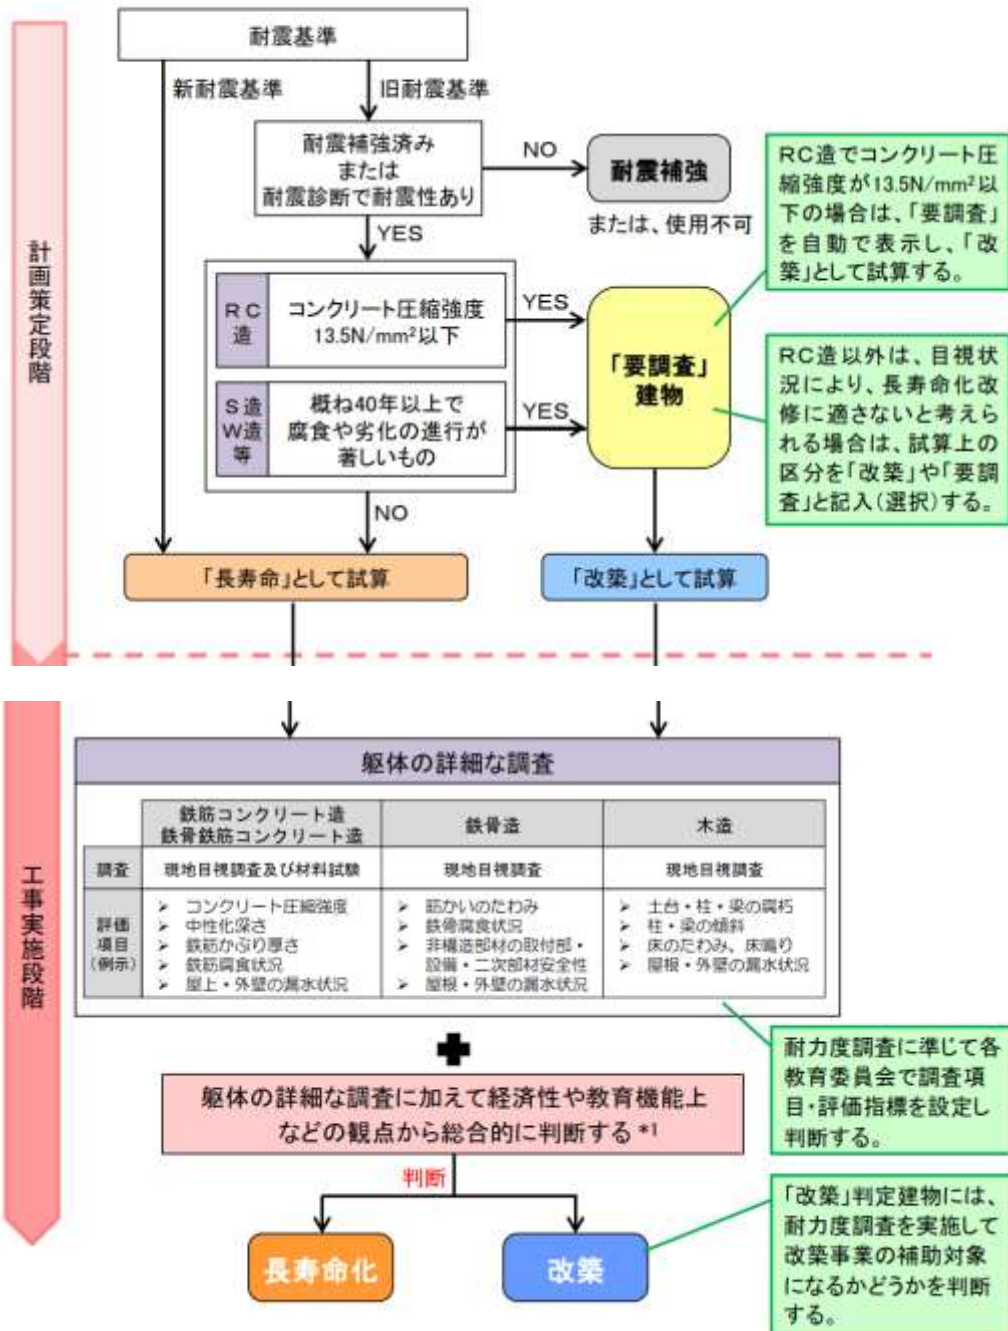 耐震基準
新耐震基準
旧耐震基準
耐震補強済み
または
耐震診断で耐震性あり
NO
耐震補強
または、使用不可
RC造でコンクリート圧
縮強度が13.5N/mm²以
下の場合は、「要調査」
を自動で表示し、「改
築」として試算する。
計画策定段階
YES
RC
造
コンクリート圧縮強度
13.5N/mm²以下
YES
「要調査」
建物
S造
W造
等
概ね40年以上で
腐食や劣化の進行が
著しいもの
YES
RC造以外は、目視状
況により、長寿命化改
修に適さないと考えら
れる場合は、試算上の
区分を「改築」や「要調
査」と記入(選択)する。
NO
「長寿命」として試算
「改築」として試算
工事実施段階
躯体の詳細な調査
鉄筋コンクリート造
鉄骨鉄筋コンクリート造
鉄骨造
木造
調査
現地目視調査及び材料試験
現地目視調査
現地目視調査
評価
項目
(例示)
➢ コンクリート圧縮強度
➢ 中性化深さ
➢ 鉄筋かぶり厚さ
➢ 鉄筋腐食状況
➢ 屋上・外壁の漏水状況
➢ 筋かいのたわみ
➢ 鉄骨腐食状況
➢ 非構造部材の取付部・
設備・二次部材安全性
➢ 屋根・外壁の漏水状況
➢ 土台・柱・梁の腐朽
➢ 柱・梁の傾斜
➢ 床のたわみ、床鳴り
➢ 屋根・外壁の漏水状況
耐力度調査に準じて各
教育委員会で調査項
目・評価指標を設定し
判断する。
躯体の詳細な調査に加えて経済性や教育機能上
などの観点から総合的に判断する *1
判断
長寿命化
改築
「改築」判定建物には、
耐力度調査を実施して
改築事業の補助対象
になるかどうかを判断
する。